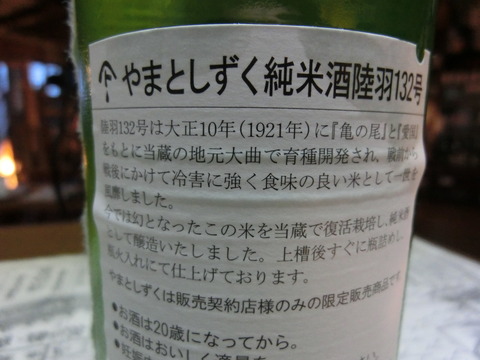 やまとしずく純米酒陸羽132号
陸羽132号は大正10年(1921年)に『亀の尾』と『愛国』
をもとに当蔵の地元大曲で育種開発され、戦前から
戦後にかけて冷害に強く食味の良い米として一世を
風靡しました。
今では幻となったこの米を当蔵で復活栽培し、純米酒
として醸造いたしました。上槽後すぐに瓶詰めし、
瓶火入れにて仕上げております。
やまとしずくは販売契約店様のみの限定販売商品です
●お酒は20歳になってから。
●お酒はおいしく適量を
●妊娠